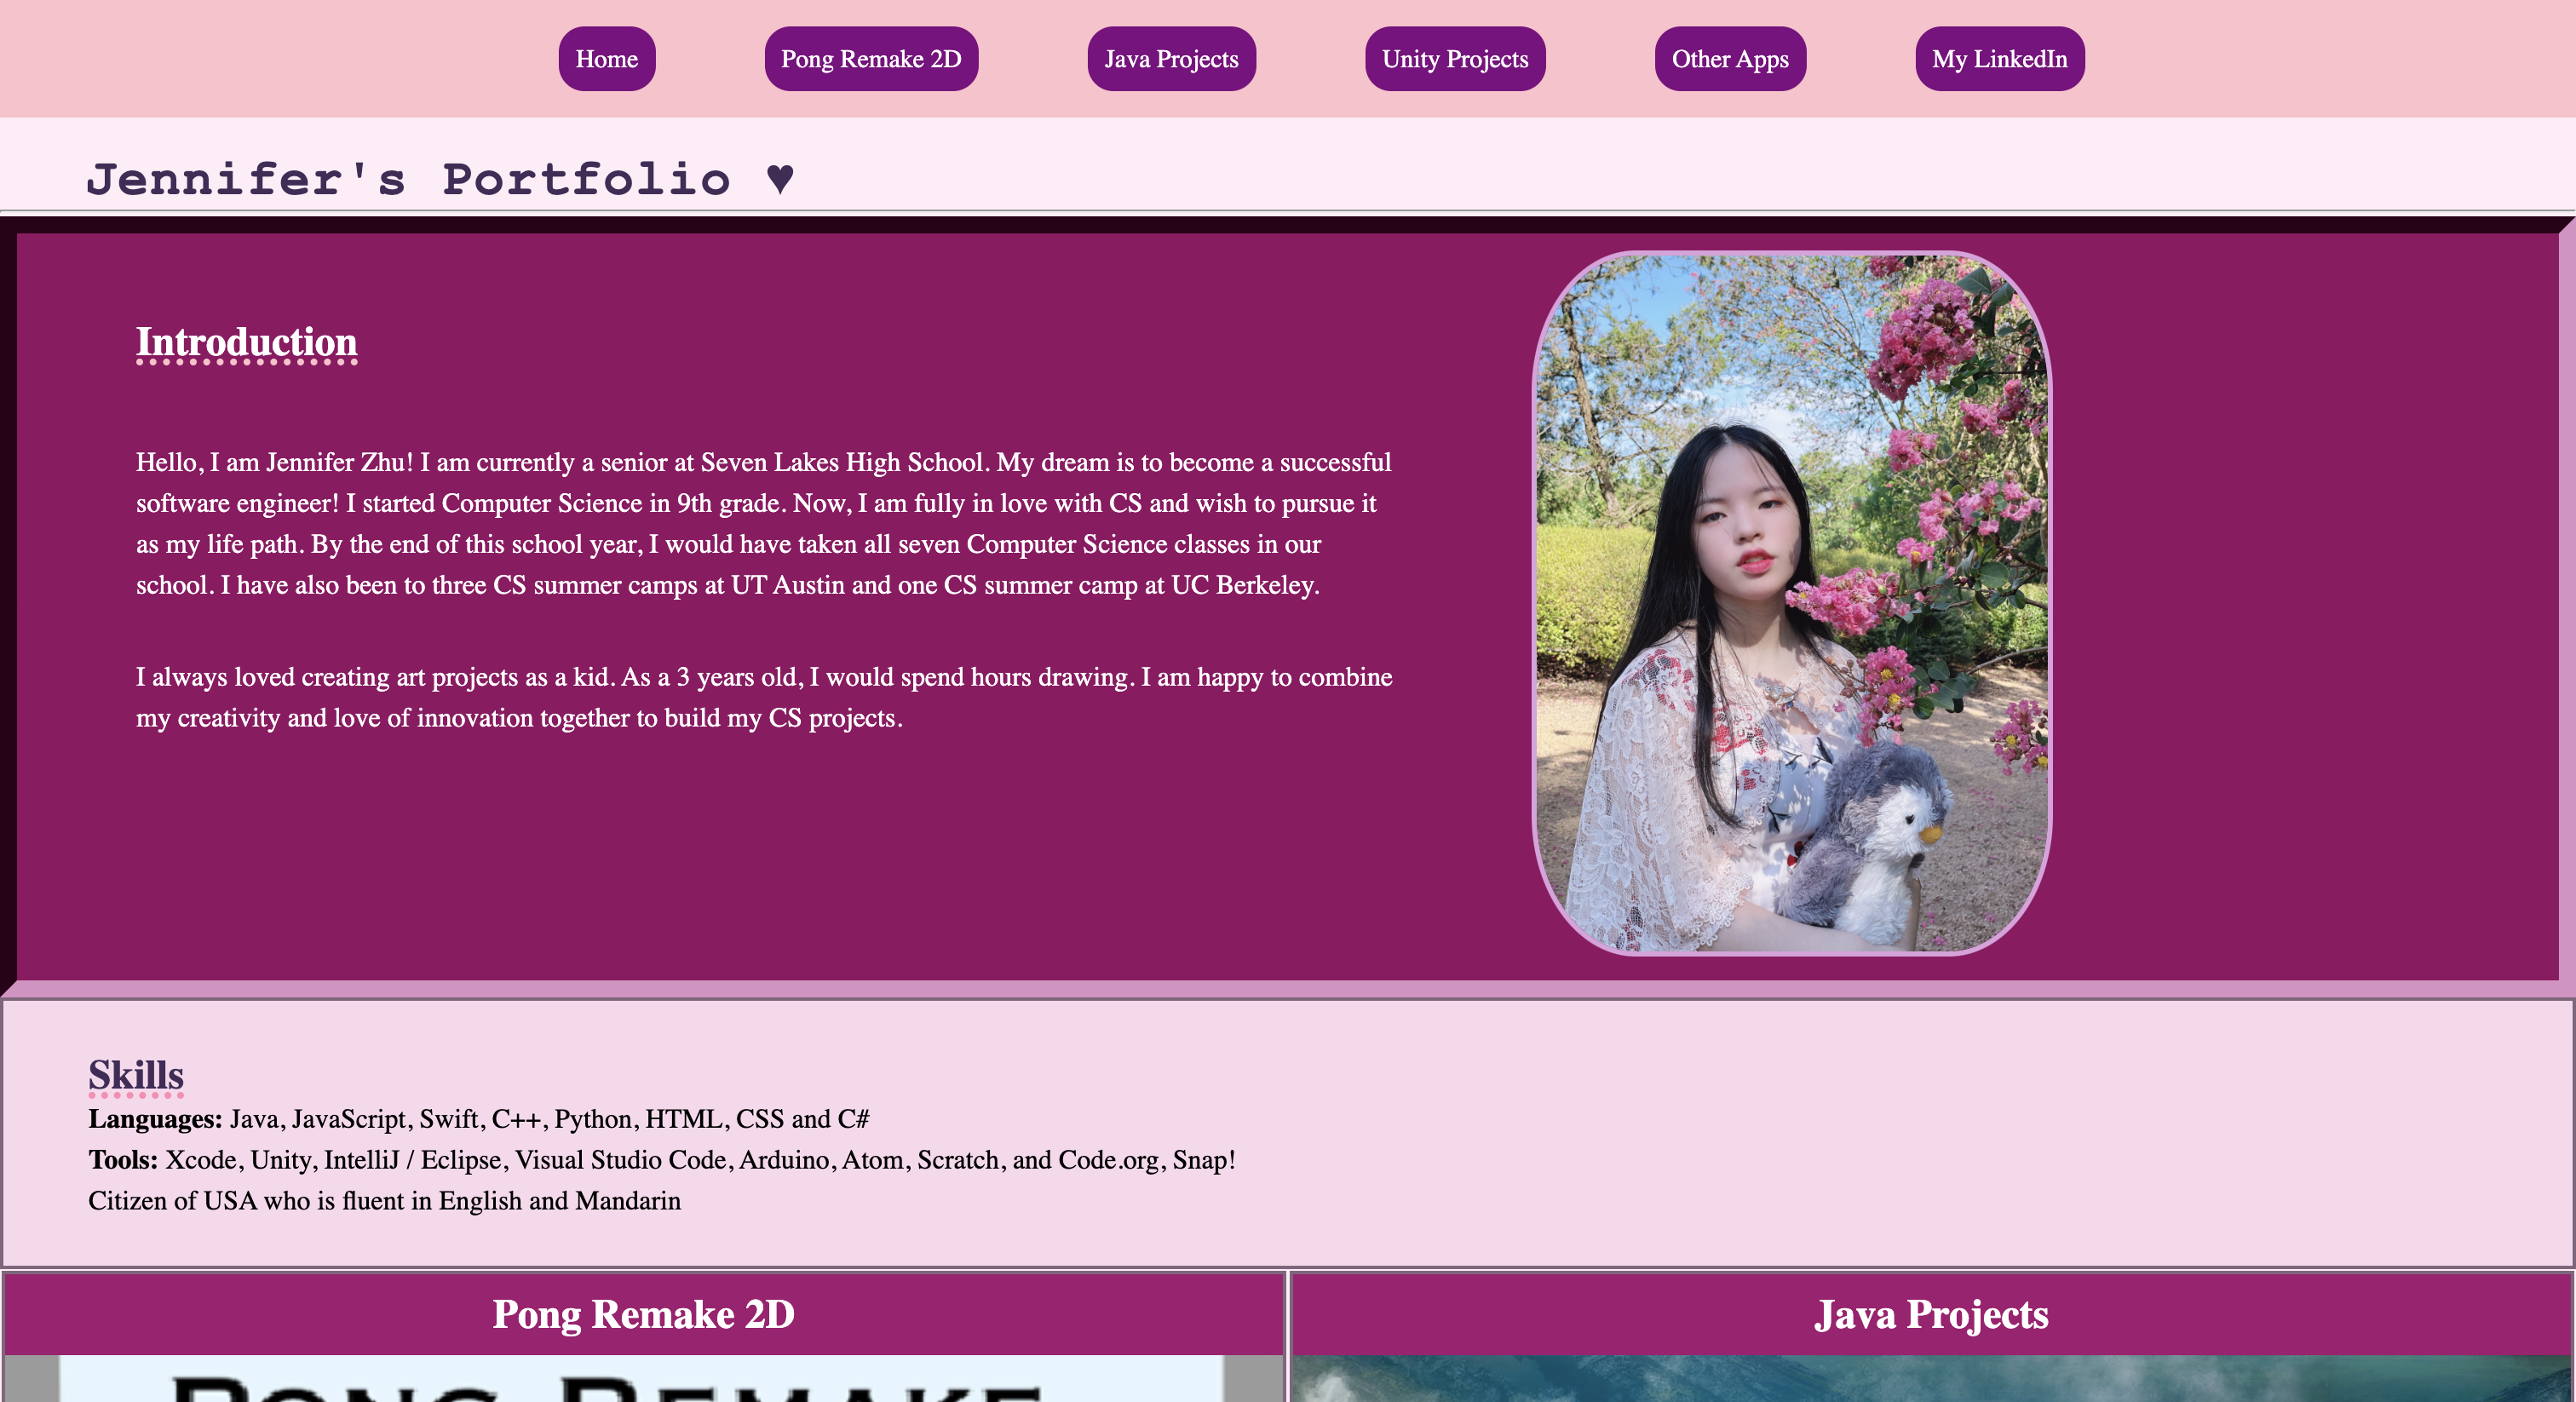 Home
Pong Remake 2D
Java Projects
Unity Projects
Other Apps
My LinkedIn
Jennifer's Portfolio ♥
Introduction
Hello, I am Jennifer Zhu! I am currently a senior at Seven Lakes High School. My dream is to become a successful
software engineer! I started Computer Science in 9th grade. Now, I am fully in love with CS and wish to pursue it
as my life path. By the end of this school year, I would have taken all seven Computer Science classes in our
school. I have also been to three CS summer camps at UT Austin and one CS summer camp at UC Berkeley.
I always loved creating art projects as a kid. As a 3 years old, I would spend hours drawing. I am happy to combine
my creativity and love of innovation together to build my CS projects.
Skills
Languages: Java, JavaScript, Swift, C++, Python, HTML, CSS and C#
Tools: Xcode, Unity, IntelliJ / Eclipse, Visual Studio Code, Arduino, Atom, Scratch, and Code.org, Snap!
Citizen of USA who is fluent in English and Mandarin
Pong Remake 2D
Java Projects
PONG REMAKE